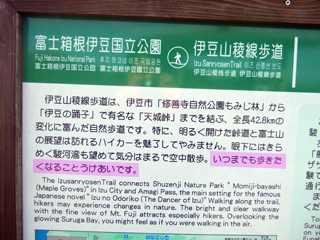 富士箱根伊豆国立公園
Fuji Hakone Izu National Park
伊豆山稜線歩道
Izu Sanryosen Trail
伊豆山稜線歩道は、伊豆市「修善寺自然公園もみじ林」から
「伊豆の踊子」で有名な「天城峠」までを結ぶ、全長42.8kmの
変化に富んだ自然歩道です。特に、明るく開けた峠道と富士山
の展望は訪れるハイカーを魅了してやみません。眼下にはきら
めく駿河湾も望めて気分はまるで空中散歩。いつまでも歩きた
くなることうけあいです。
The IzusanryosenTrail connects Shuzenji Nature Park " Momiji-bayashi
(Maple Groves)" in Izu City and Amagi Pass, the main setting for the famous
Japanese novel " Izu no Odoriko (The Dancer of Izu)" Walking along the trail,
hikers may experience changes in nature. The bright and clear walkway
with the fine view of Mt. Fuji attracts especially hikers. Overlooking the
glowing Suruga Bay, you might feel as if you were walking in the air.